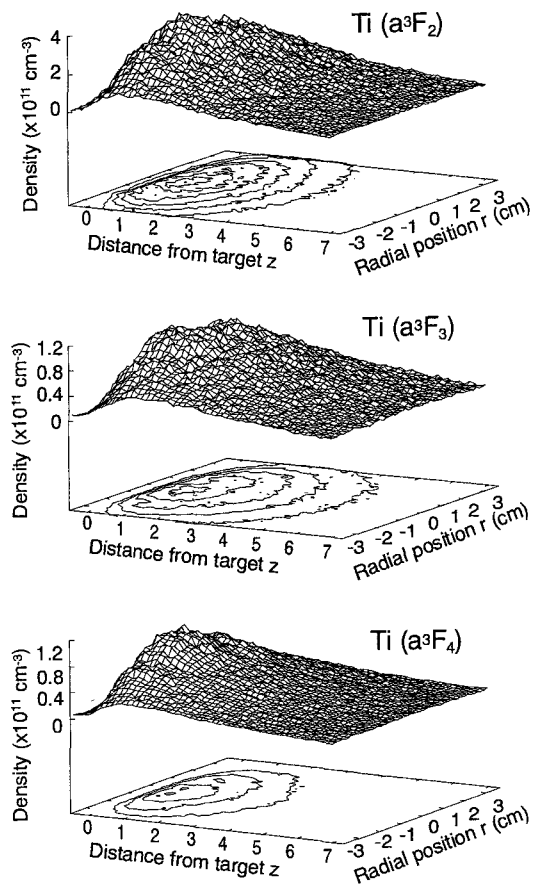 Ti (a³F₂)
Density (x10¹¹ cm⁻³)
4
2
0
0 1 2 3 4 5 6 7
Distance from target z
-3 -2 -1 0 1 2 3
Radial position r (cm)
Ti (a³F₃)
Density (x10¹¹ cm⁻³)
1.2
0.8
0.4
0
0 1 2 3 4 5 6 7
Distance from target z
-3 -2 -1 0 1 2 3
Radial position r (cm)
Ti (a³F₄)
Density (x10¹¹ cm⁻³)
1.2
0.8
0.4
0
0 1 2 3 4 5 6 7
Distance from target z
-3 -2 -1 0 1 2 3
Radial position r (cm)